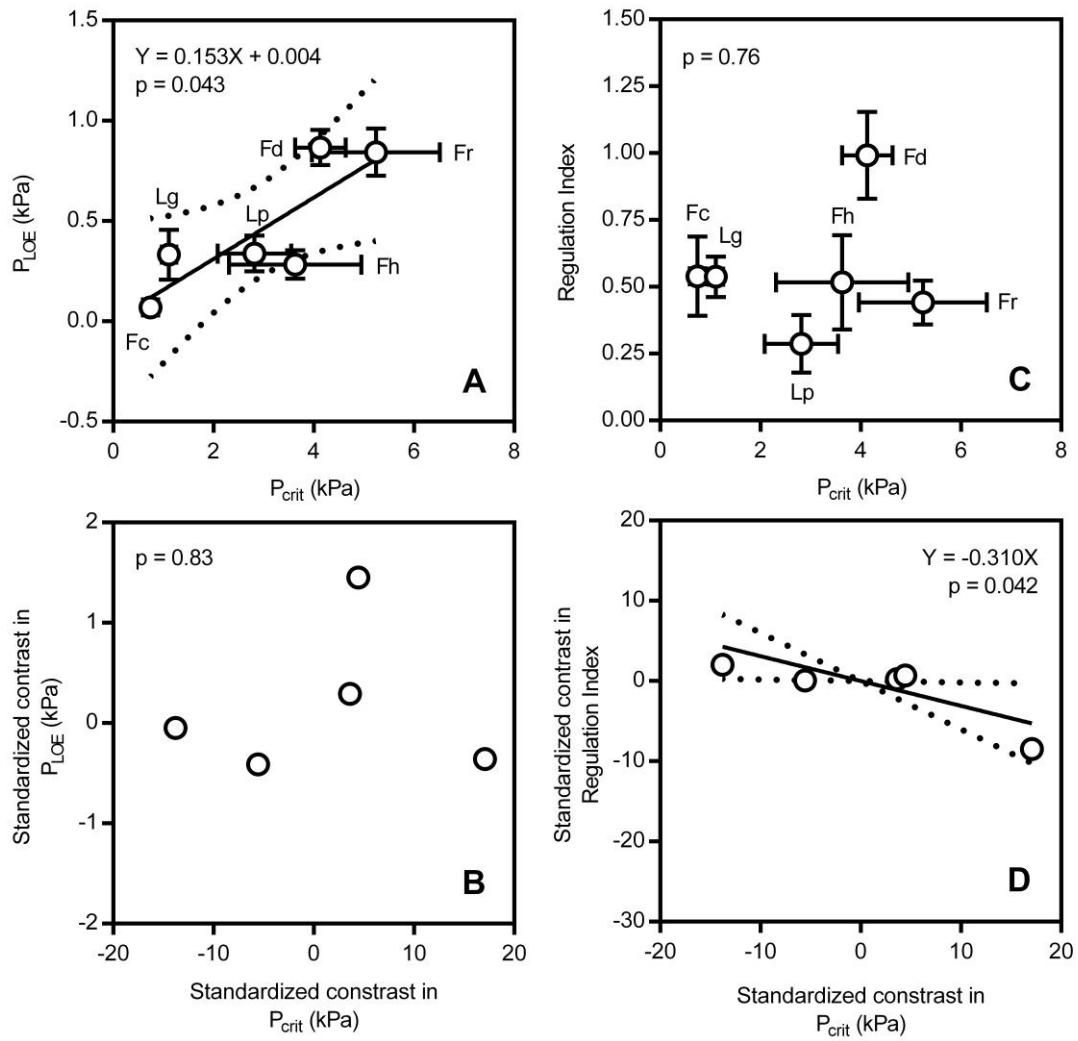 Y = 0.153X + 0.004
p = 0.043
1.5
1.0
0.5
0.0
-0.5
P_LOE (kPa)
Fd
Fr
Lg
Lp
Fh
Fc
A
0 2 4 6 8
P_crit (kPa)
p = 0.76
1.50
1.25
1.00
0.75
0.50
0.25
0.00
Regulation Index
Fd
Fc
Lg
Fh
Fr
Lp
C
0 2 4 6 8
P_crit (kPa)
p = 0.83
2
1
0
-1
-2
Standardized contrast in
P_LOE (kPa)
B
-20 -10 0 10 20
Standardized constrast in
P_crit (kPa)
Y = -0.310X
p = 0.042
20
10
0
-10
-20
-30
Standardized contrast in
Regulation Index
D
-20 -10 0 10 20
Standardized constrast in
P_crit (kPa)